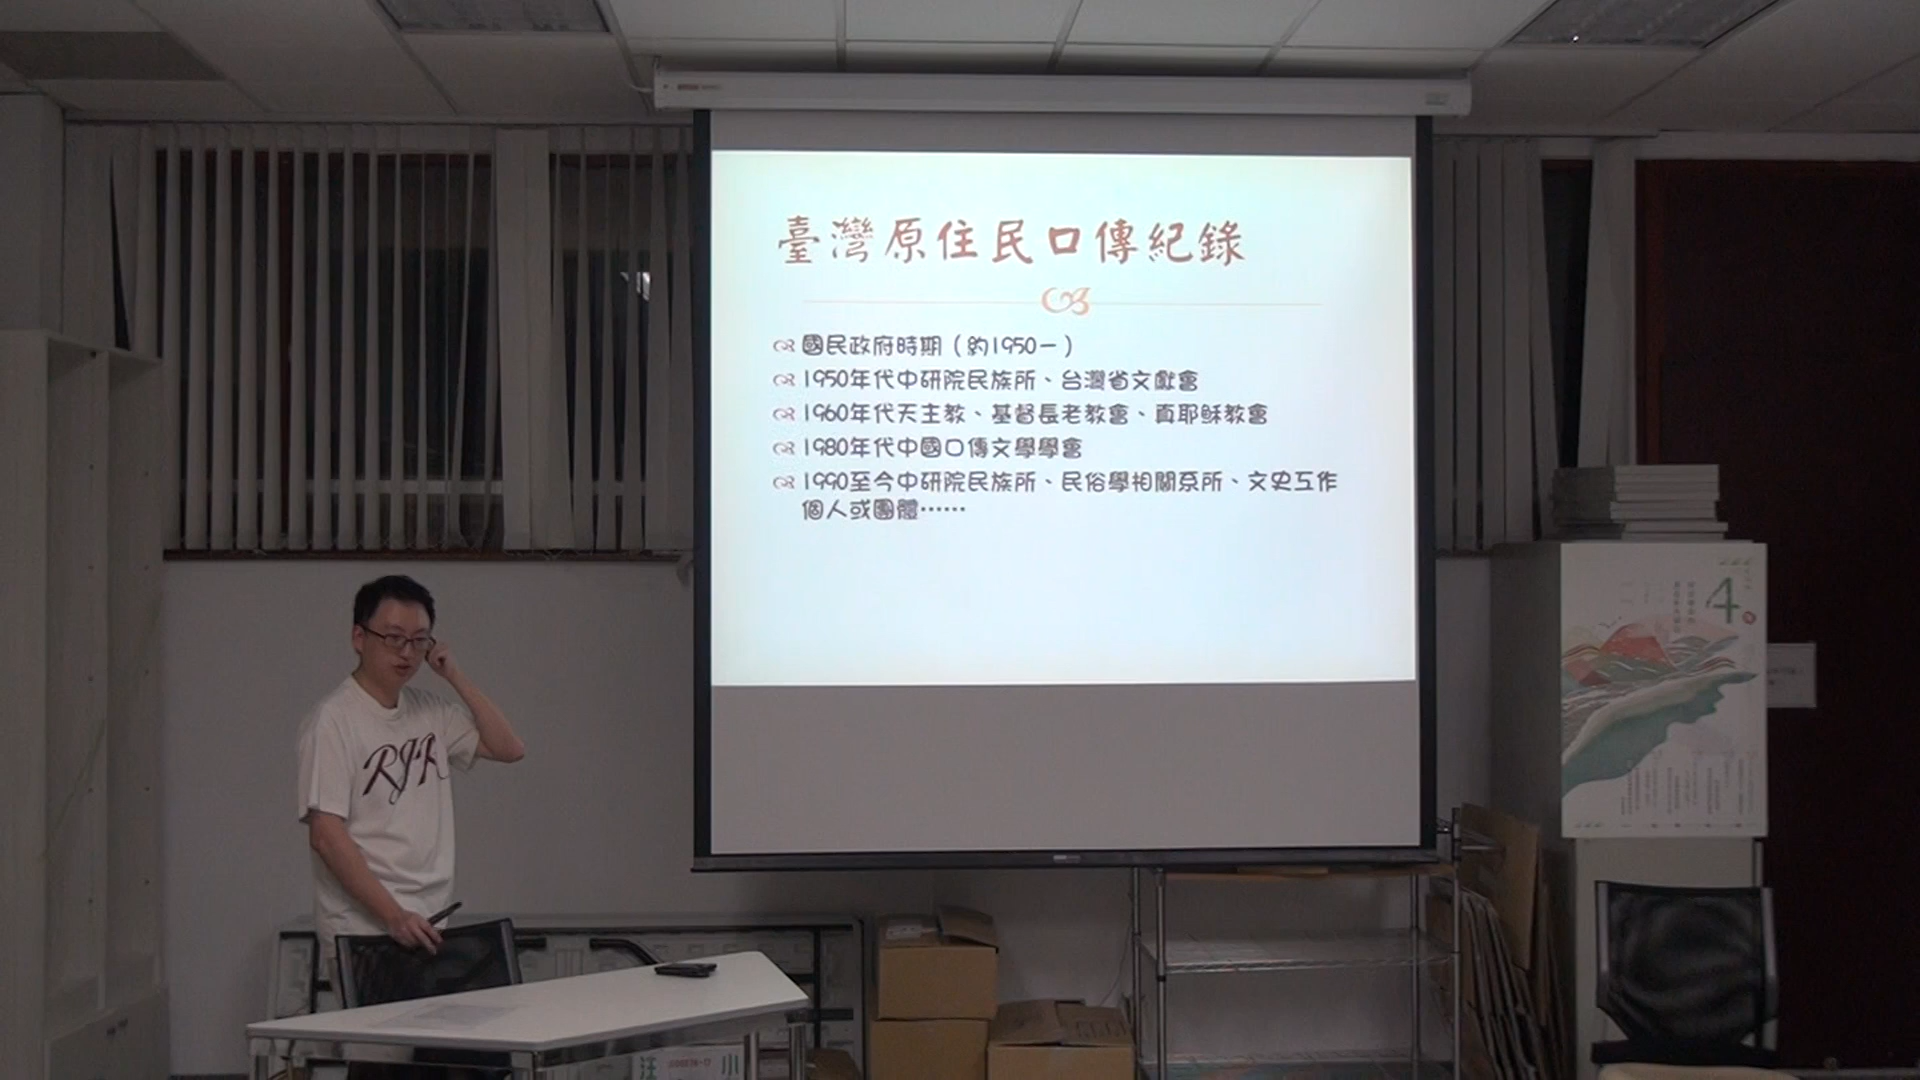 臺灣原住民口傳紀錄
國民政府時期（約1950－）
1950年代中研院民族所、台灣省文獻會
1960年代天主教、基督長老教會、真耶穌教會
1980年代中國口傳文學學會
1990至今中研院民族所、民俗學相關系所、文史工作
個人或團體……
RJR
4
汪
小